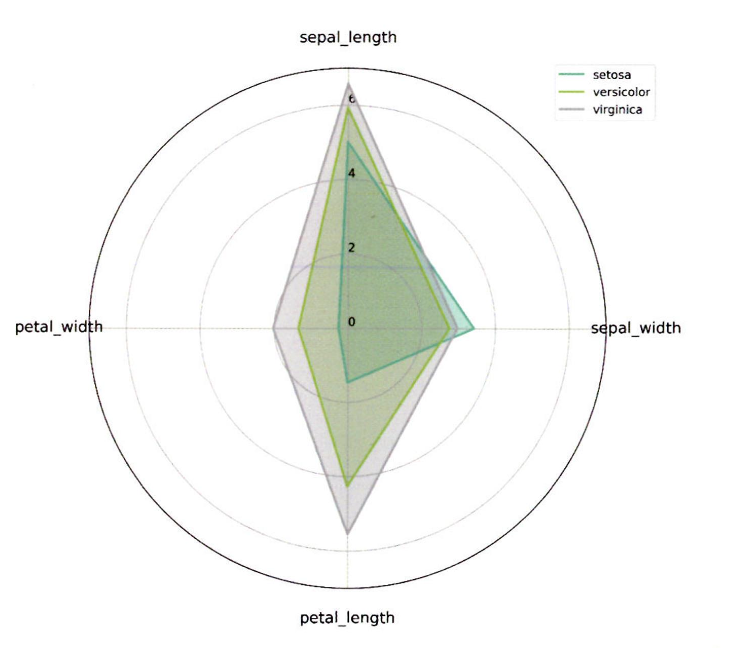 sepal_length
setosa
versicolor
virginica
6
4
2
0
petal_width
sepal_width
petal_length